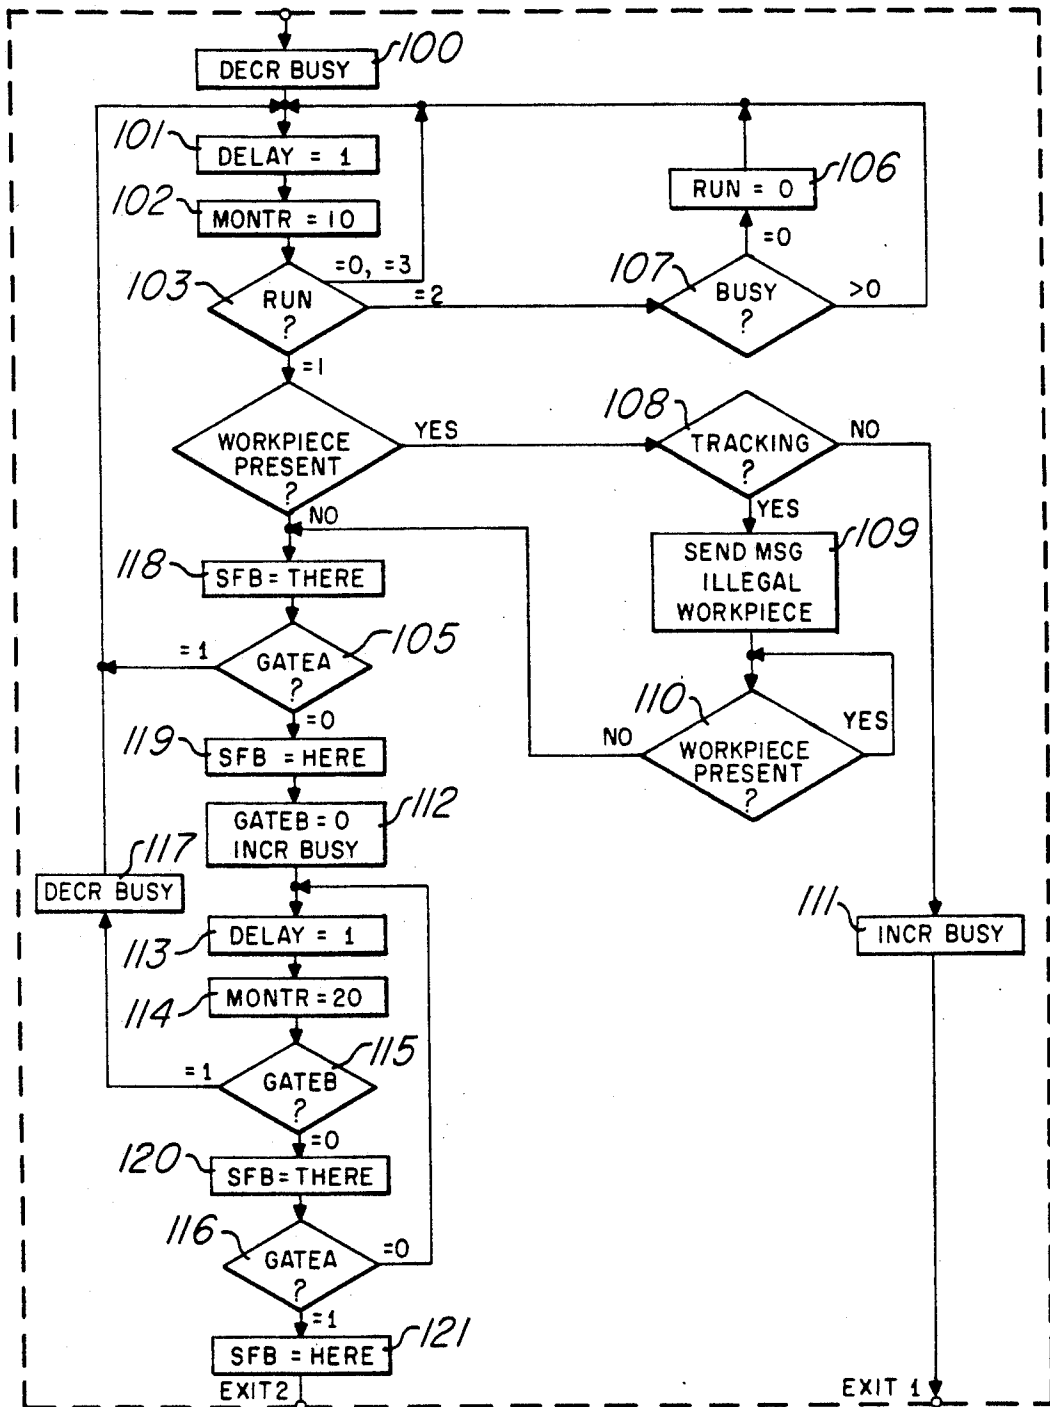 100
DECR BUSY
101
DELAY = 1
106
RUN = 0
102
MONTR = 10
=0
=0, =3
103
RUN
?
=2
107
BUSY
?
>0
=1
108
WORKPIECE
PRESENT
?
YES
TRACKING
?
NO
NO
YES
118
SFB = THERE
SEND MSG
ILLEGAL
WORKPIECE
109
= 1
GATEA
?
105
=0
110
NO
WORKPIECE
PRESENT
?
YES
119
SFB = HERE
GATEB = 0
INCR BUSY
112
117
DECR BUSY
111
INCR BUSY
113
DELAY = 1
114
MONTR = 20
115
= 1
GATEB
?
=0
120
SFB = THERE
116
GATEA
?
=0
=1
121
SFB = HERE
EXIT 2
EXIT 1